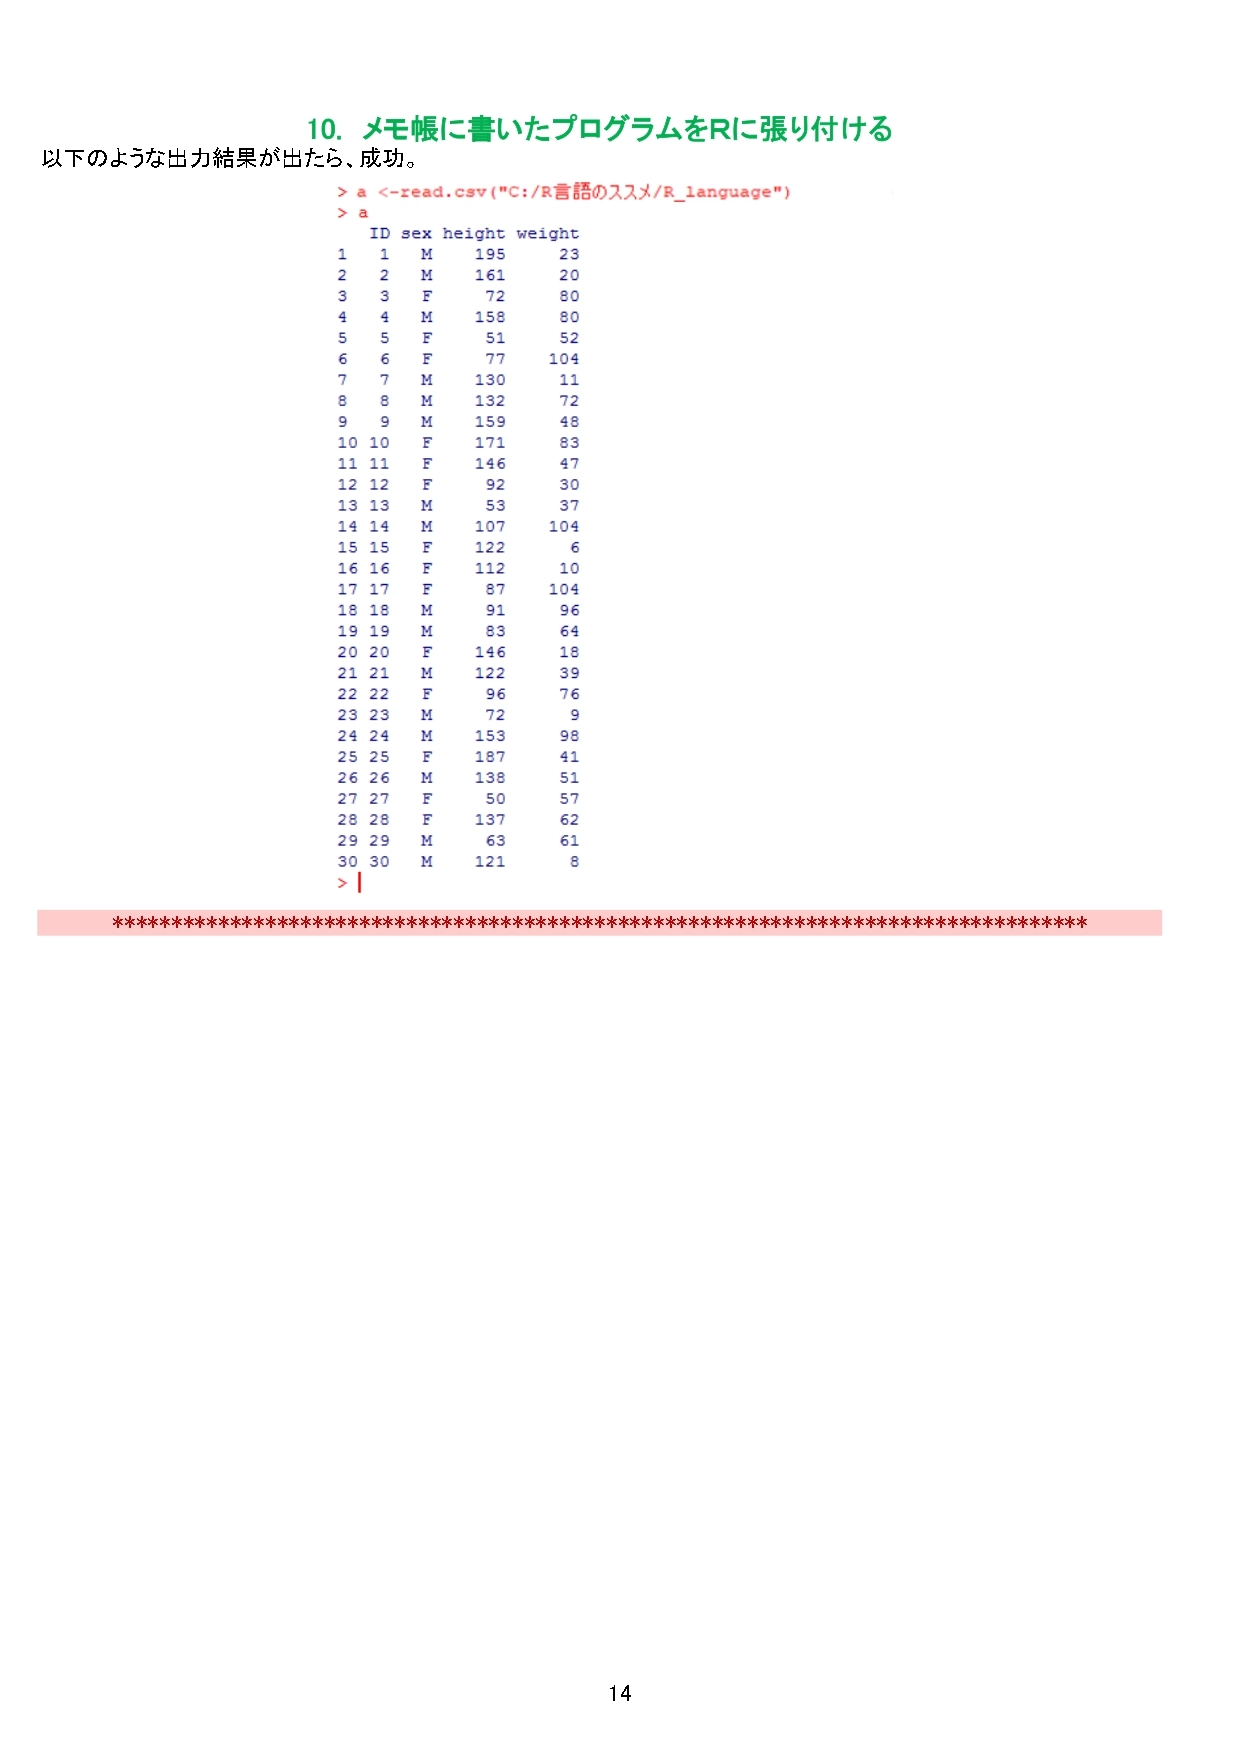 10. メモ帳に書いたプログラムをRに張り付ける
以下のような出力結果が出たら、成功。
> a <-read.csv("C:/R言語のススメ/R_language")
> a
ID sex height weight
1 1 M 195 23
2 2 M 161 20
3 3 F 72 80
4 4 M 158 80
5 5 F 51 52
6 6 F 77 104
7 7 M 130 11
8 8 M 132 72
9 9 M 159 48
10 10 F 171 83
11 11 F 146 47
12 12 F 92 30
13 13 M 53 37
14 14 M 107 104
15 15 F 122 6
16 16 F 112 10
17 17 F 87 104
18 18 M 91 96
19 19 M 83 64
20 20 F 146 18
21 21 M 122 39
22 22 F 96 76
23 23 M 72 9
24 24 M 153 98
25 25 F 187 41
26 26 M 138 51
27 27 F 50 57
28 28 F 137 62
29 29 M 63 61
30 30 M 121 8
>
***********************************************************************************
14